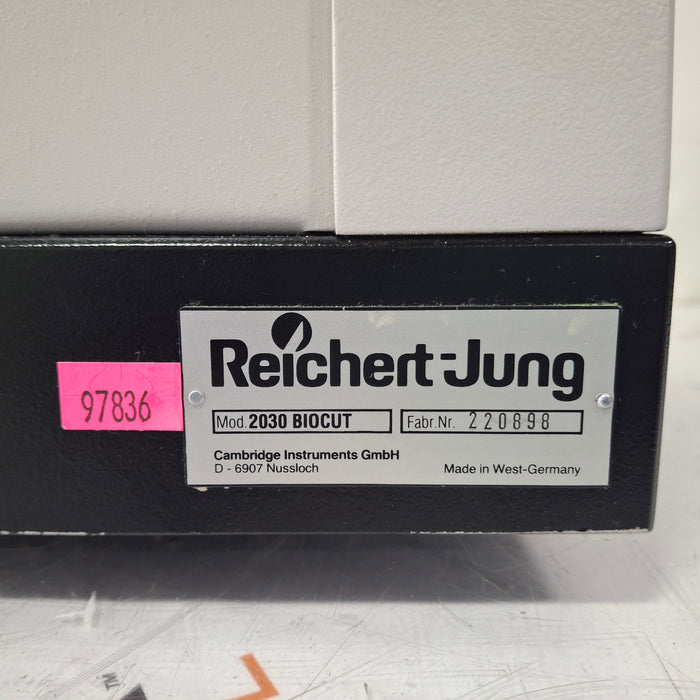 Reichert-Jung
97836
Mod. 2030 BIOCUT Fabr.Nr. 220898
Cambridge Instruments GmbH
D - 6907 Nussloch Made in West-Germany